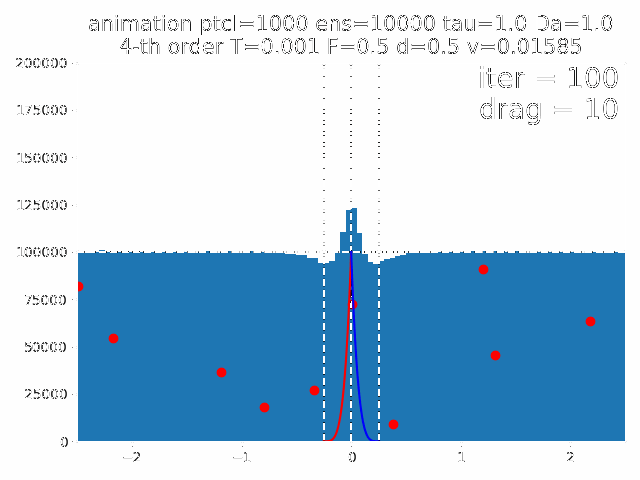 animation ptcl=1000 ens=10000 tau=1.0 Da=1.0
4-th order T=0.001 F=0.5 d=0.5 v=0.01585
iter = 100
drag = 10
200000
175000
150000
125000
100000
75000
50000
25000
0
−2 −1 0 1 2